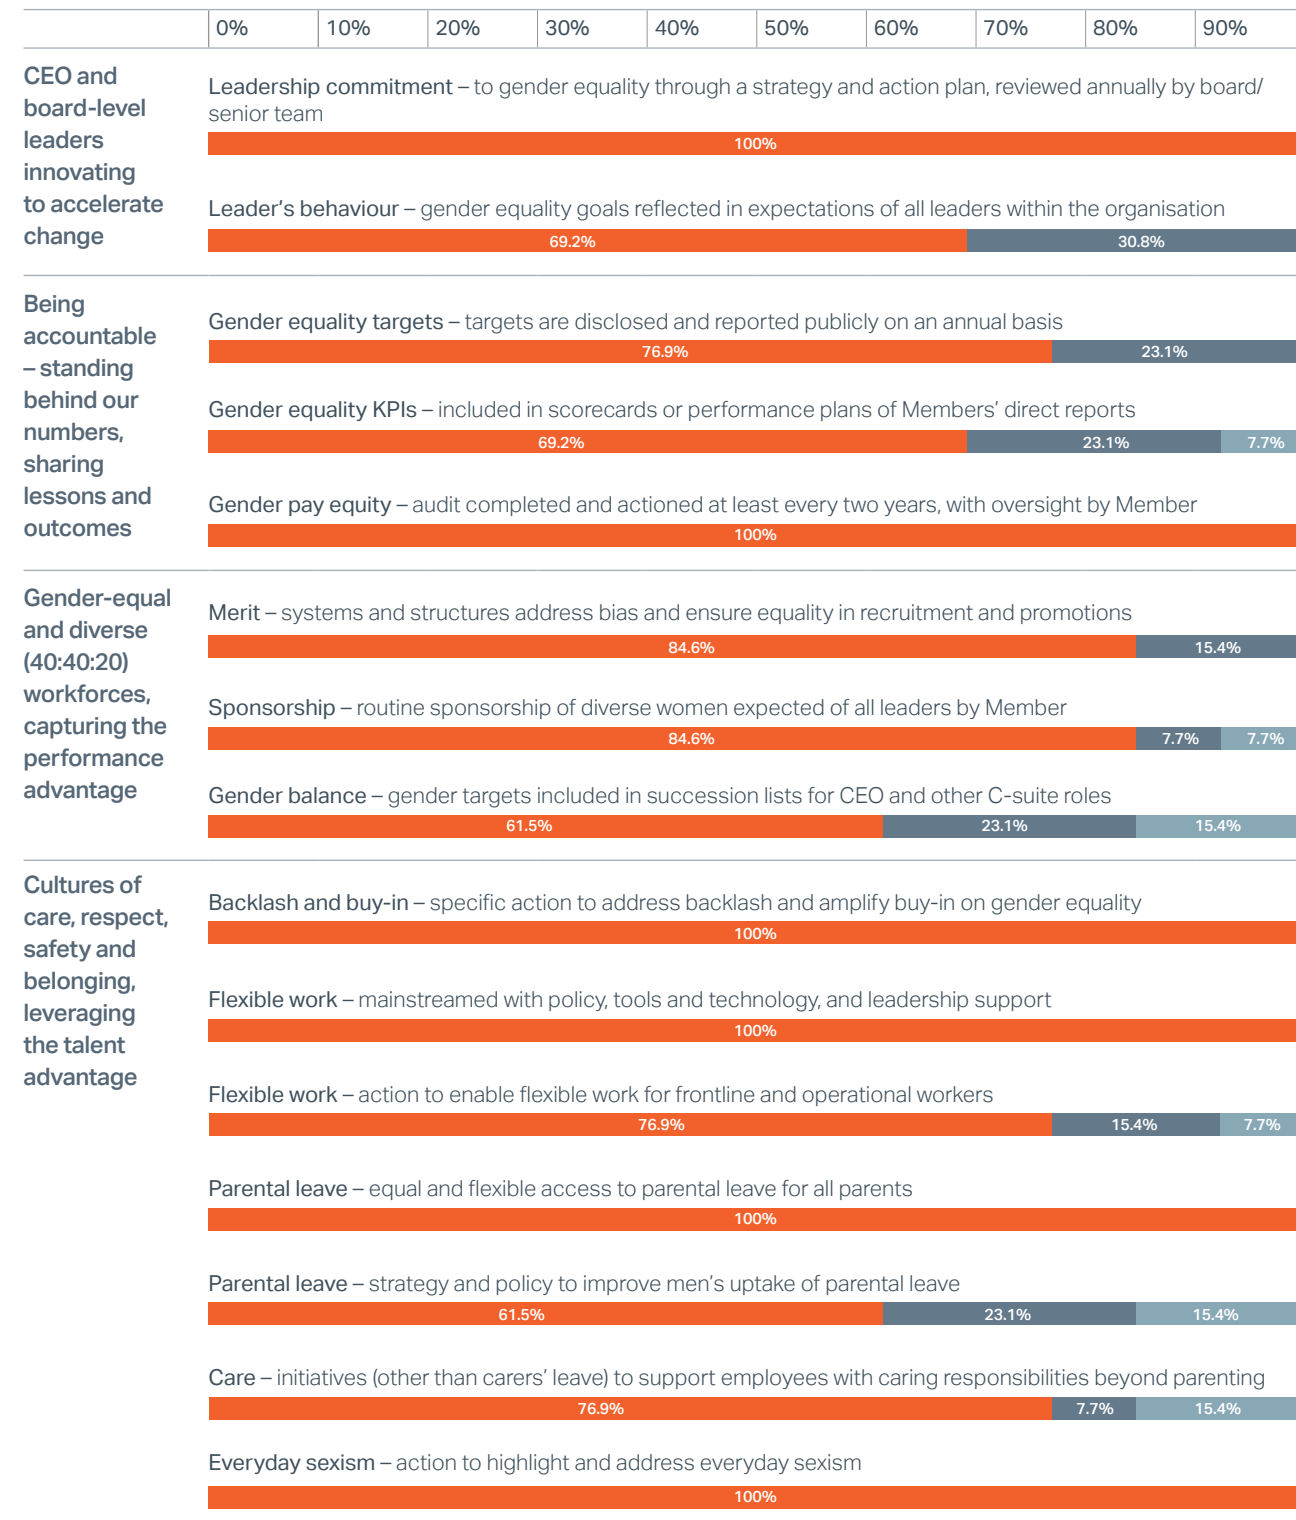 0% 10% 20% 30% 40% 50% 60% 70% 80% 90%
CEO and
board-level
leaders
innovating
to accelerate
change
Leadership commitment – to gender equality through a strategy and action plan, reviewed annually by board/
senior team
100%
Leader's behaviour – gender equality goals reflected in expectations of all leaders within the organisation
69.2% 30.8%
Being
accountable
– standing
behind our
numbers,
sharing
lessons and
outcomes
Gender equality targets – targets are disclosed and reported publicly on an annual basis
76.9% 23.1%
Gender equality KPIs – included in scorecards or performance plans of Members' direct reports
69.2% 23.1% 7.7%
Gender pay equity – audit completed and actioned at least every two years, with oversight by Member
100%
Gender-equal
and diverse
(40:40:20)
workforces,
capturing the
performance
advantage
Merit – systems and structures address bias and ensure equality in recruitment and promotions
84.6% 15.4%
Sponsorship – routine sponsorship of diverse women expected of all leaders by Member
84.6% 7.7% 7.7%
Gender balance – gender targets included in succession lists for CEO and other C-suite roles
61.5% 23.1% 15.4%
Cultures of
care, respect,
safety and
belonging,
leveraging
the talent
advantage
Backlash and buy-in – specific action to address backlash and amplify buy-in on gender equality
100%
Flexible work – mainstreamed with policy, tools and technology, and leadership support
100%
Flexible work – action to enable flexible work for frontline and operational workers
76.9% 15.4% 7.7%
Parental leave – equal and flexible access to parental leave for all parents
100%
Parental leave – strategy and policy to improve men's uptake of parental leave
61.5% 23.1% 15.4%
Care – initiatives (other than carers' leave) to support employees with caring responsibilities beyond parenting
76.9% 7.7% 15.4%
Everyday sexism – action to highlight and address everyday sexism
100%